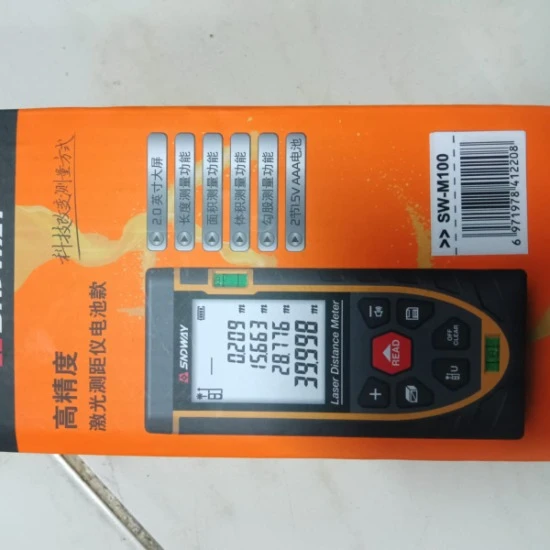 科技改变测量方式
高精度
激光测距仪电池款
2.0英寸大屏
长度测量功能
面积测量功能
体积测量功能
勾股测量功能
2节1.5V AAA电池
SNDWAY
0.209 m
15.663 m
28.776 m
39.998 m
Laser Distance Meter
READ
OFF
CLEAR
U
>> SW-M100
6 971978 412208